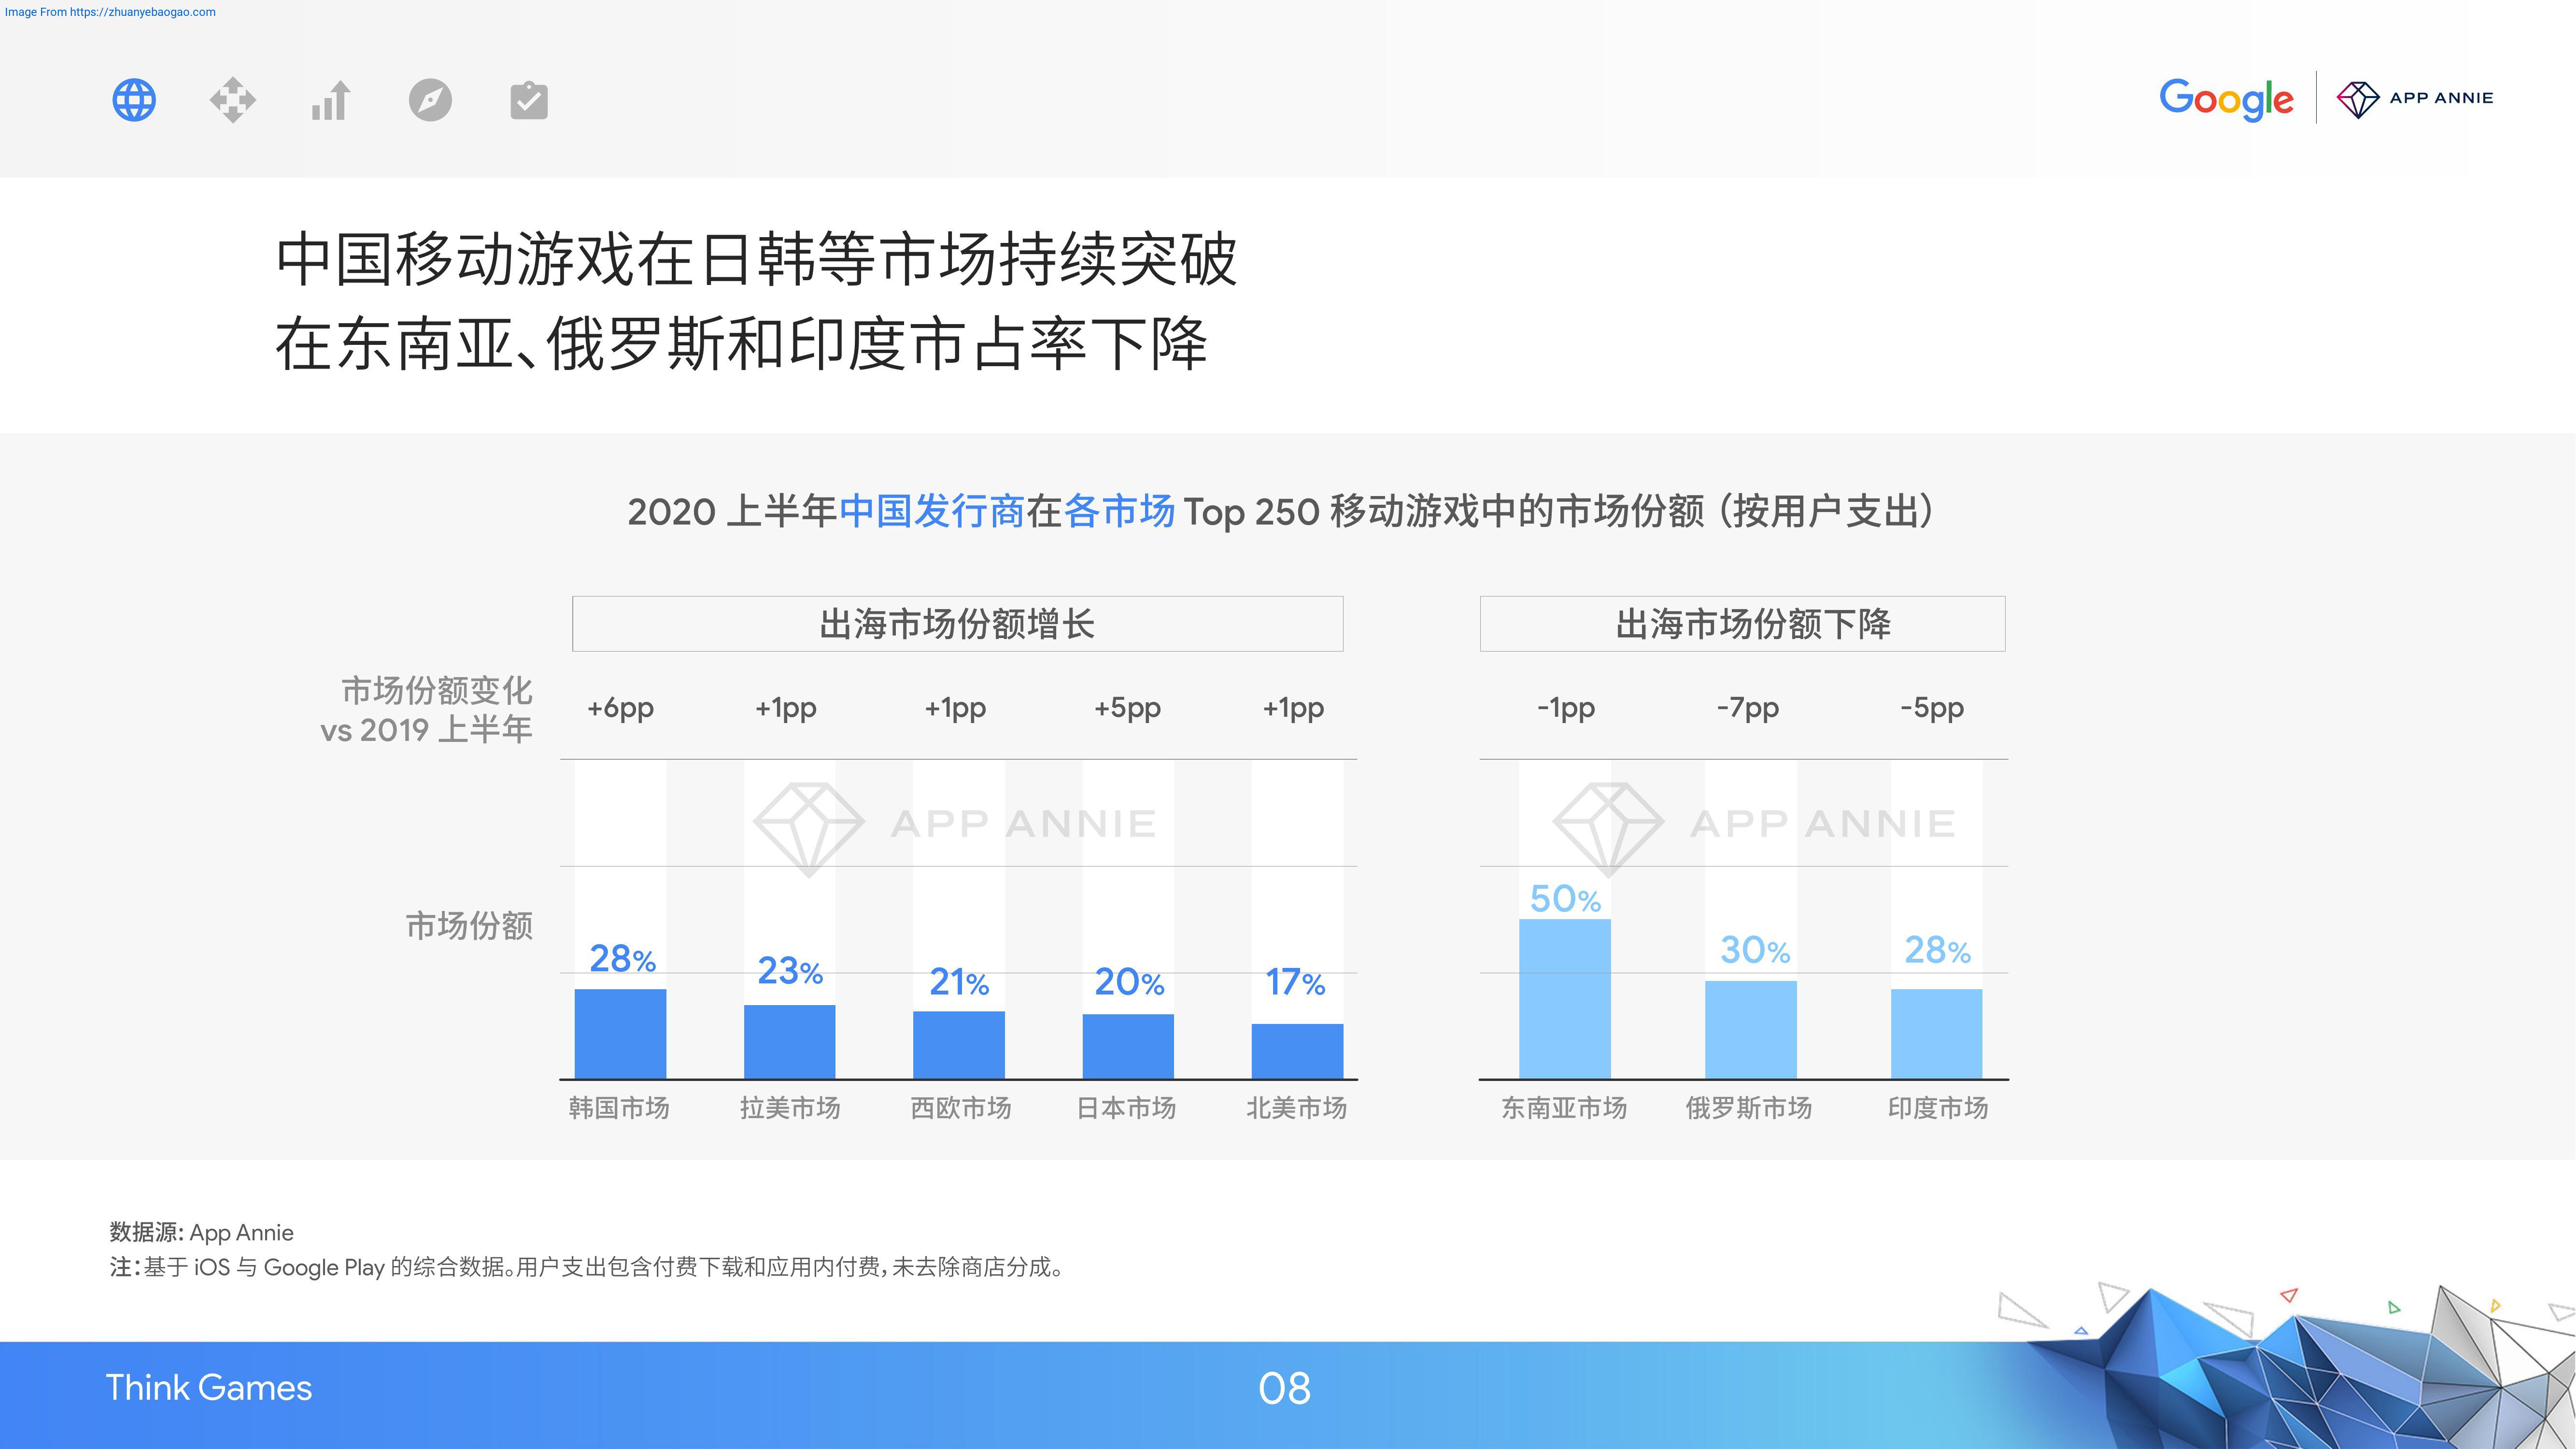 Image From https://zhuanyebaogao.com
Google
APP ANNIE
中国移动游戏在日韩等市场持续突破
在东南亚、俄罗斯和印度市占率下降
2020 上半年中国发行商在各市场 Top 250 移动游戏中的市场份额（按用户支出）
出海市场份额增长
出海市场份额下降
市场份额变化
vs 2019 上半年
+6pp +1pp +1pp +5pp +1pp -1pp -7pp -5pp
APP ANNIE
APP ANNIE
市场份额
28% 23% 21% 20% 17% 50% 30% 28%
韩国市场 拉美市场 西欧市场 日本市场 北美市场 东南亚市场 俄罗斯市场 印度市场
数据源: App Annie
注：基于 iOS 与 Google Play 的综合数据。用户支出包含付费下载和应用内付费，未去除商店分成。
Think Games
08